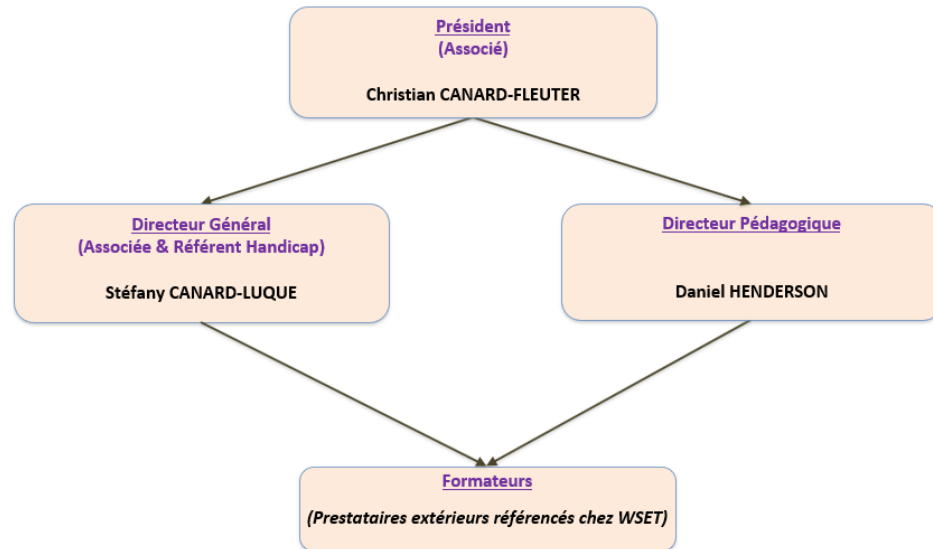 Président
(Associé)
Christian CANARD-FLEUTER
Directeur Général
(Associée & Référent Handicap)
Stéfany CANARD-LUQUE
Directeur Pédagogique
Daniel HENDERSON
Formateurs
(Prestataires extérieurs référencés chez WSET)